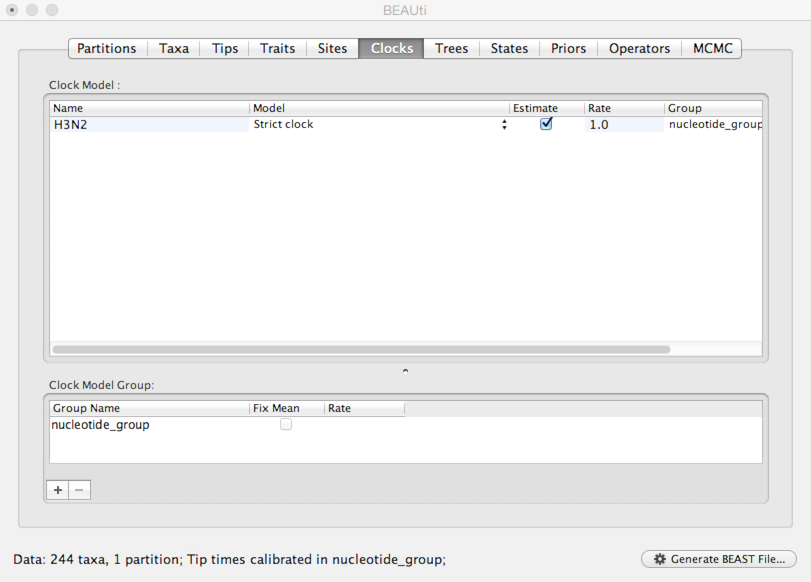 BEAUti
Partitions Taxa Tips Traits Sites Clocks Trees States Priors Operators MCMC
Clock Model :
Name Model Estimate Rate Group
H3N2 Strict clock 1.0 nucleotide_group
Clock Model Group:
Group Name Fix Mean Rate
nucleotide_group
+ −
Data: 244 taxa, 1 partition; Tip times calibrated in nucleotide_group;
Generate BEAST File...